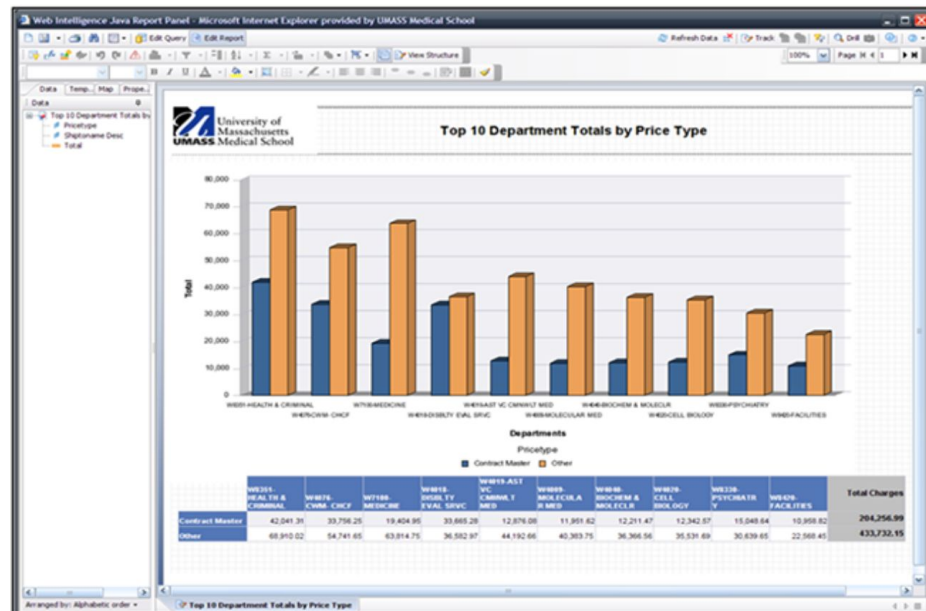 Web Intelligence Java Report Panel - Microsoft Internet Explorer provided by UMASS Medical School
Edit Query Edit Report Refresh Data Track Drill
View Structure 100% Page 1
B I U A
Data Temp... Map Prope...
Data
Top 10 Department Totals by
Pricetype
Shiptoname Desc
Total
University of
Massachusetts
UMASS Medical School
Top 10 Department Totals by Price Type
80,000
70,000
60,000
50,000
40,000
30,000
20,000
10,000
0
Total
W8351-HEALTH & CRIMINAL W7100-MEDICINE W4019-AST VC CMNWLT MED W4040-BIOCHEM & MOLECLR W8330-PSYCHIATRY
W4076-CWM- CHCF W4018-DISBLTY EVAL SRVC W4009-MOLECULAR MED W4020-CELL BIOLOGY W8420-FACILITIES
Departments
Pricetype
Contract Master Other
W8351-HEALTH & CRIMINAL W4076-CWM- CHCF W7100-MEDICINE W4018-DISBLTY EVAL SRVC W4019-AST VC CMNWLT MED W4009-MOLECULAR MED W4040-BIOCHEM & MOLECLR W4020-CELL BIOLOGY W8330-PSYCHIATRY W8420-FACILITIES Total Charges
Contract Master 42,041.31 33,756.25 19,404.95 33,665.28 12,876.08 11,951.62 12,211.47 12,342.57 15,048.64 10,958.82 204,256.99
Other 68,910.02 54,741.65 63,814.75 36,582.97 44,192.66 40,383.75 36,366.56 35,531.69 30,639.65 22,568.45 433,732.15
Arranged by: Alphabetic order
Top 10 Department Totals by Price Type